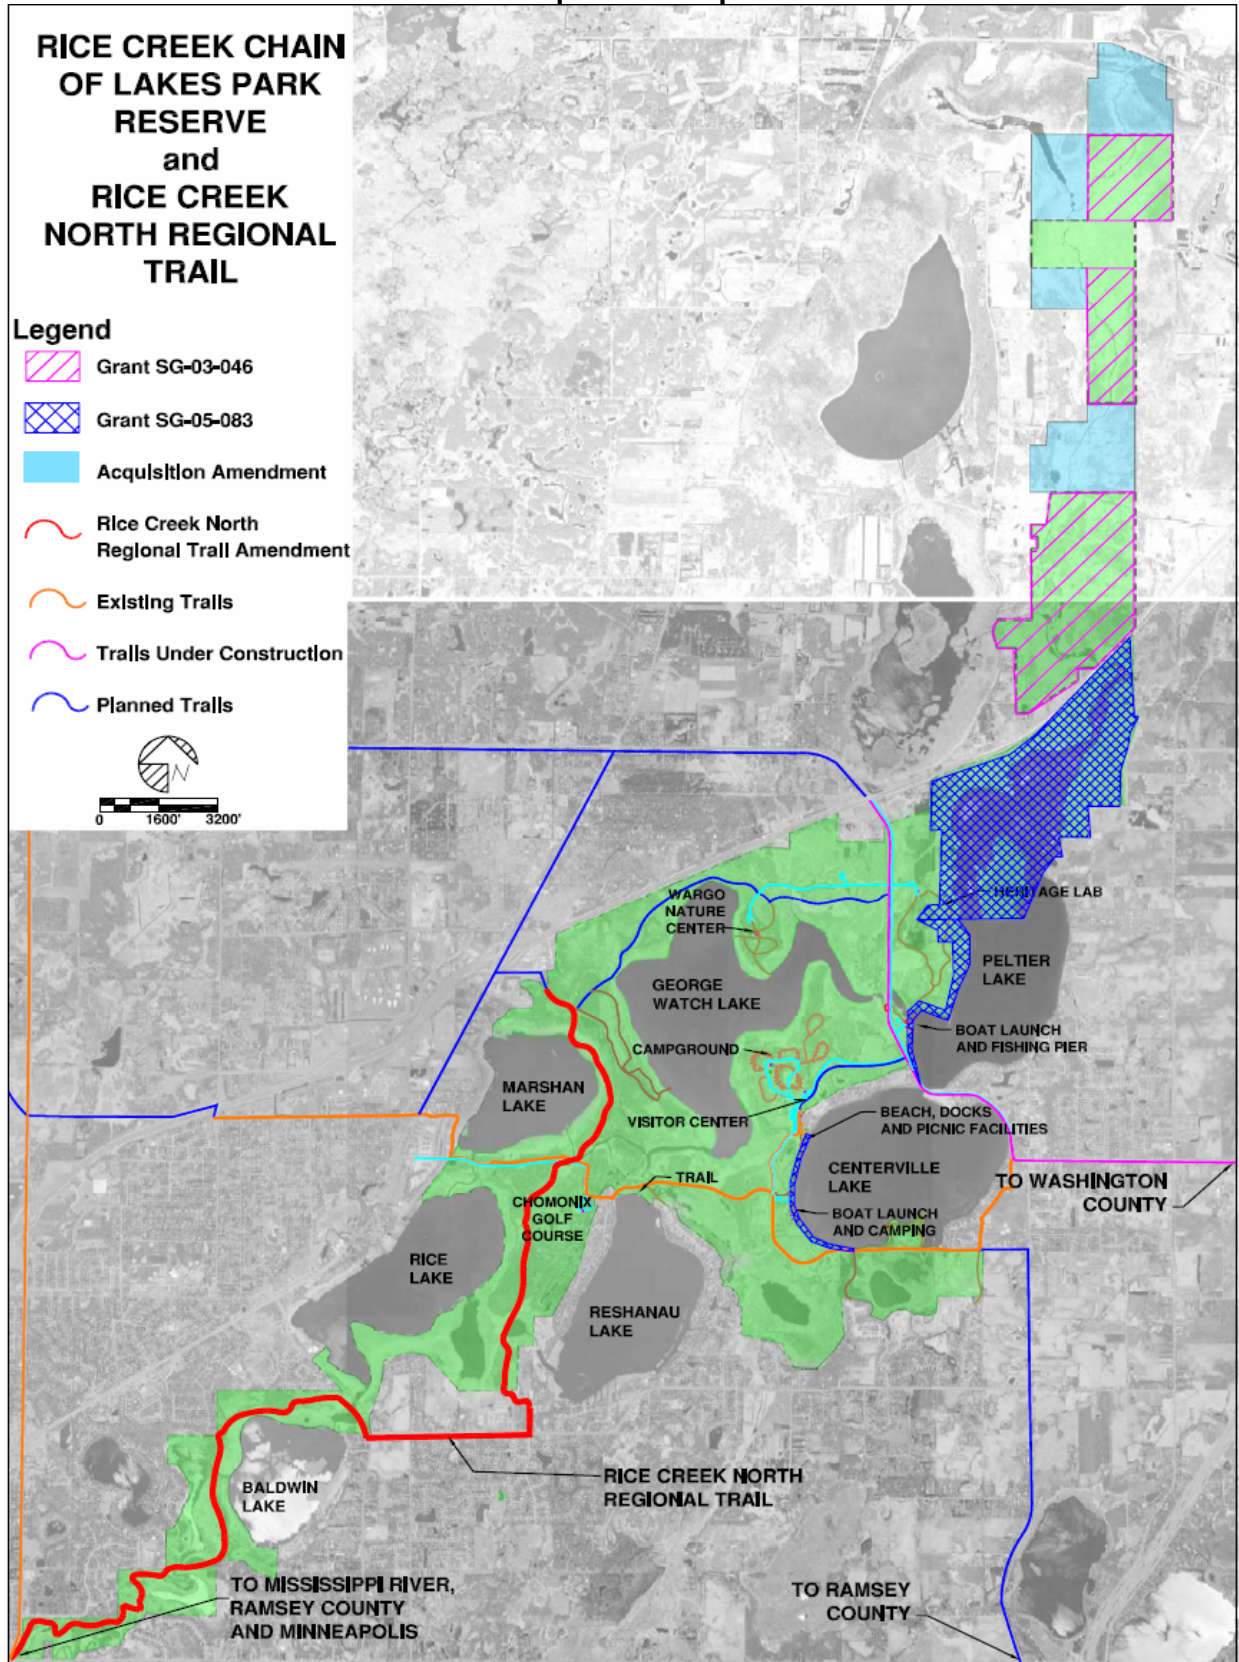 RICE CREEK CHAIN
OF LAKES PARK
RESERVE
and
RICE CREEK
NORTH REGIONAL
TRAIL
Legend
Grant SG-03-046
Grant SG-05-083
Acquisition Amendment
Rice Creek North
Regional Trail Amendment
Existing Trails
Trails Under Construction
Planned Trails
N
0 1600' 3200'
WARGO
NATURE
CENTER
HERITAGE LAB
PELTIER
LAKE
GEORGE
WATCH LAKE
BOAT LAUNCH
AND FISHING PIER
CAMPGROUND
MARSHAN
LAKE
VISITOR CENTER
BEACH, DOCKS
AND PICNIC FACILITIES
CENTERVILLE
LAKE
TO WASHINGTON
COUNTY
TRAIL
CHOMONIX
GOLF
COURSE
BOAT LAUNCH
AND CAMPING
RICE
LAKE
RESHANAU
LAKE
RICE CREEK NORTH
REGIONAL TRAIL
BALDWIN
LAKE
TO MISSISSIPPI RIVER,
RAMSEY COUNTY
AND MINNEAPOLIS
TO RAMSEY
COUNTY